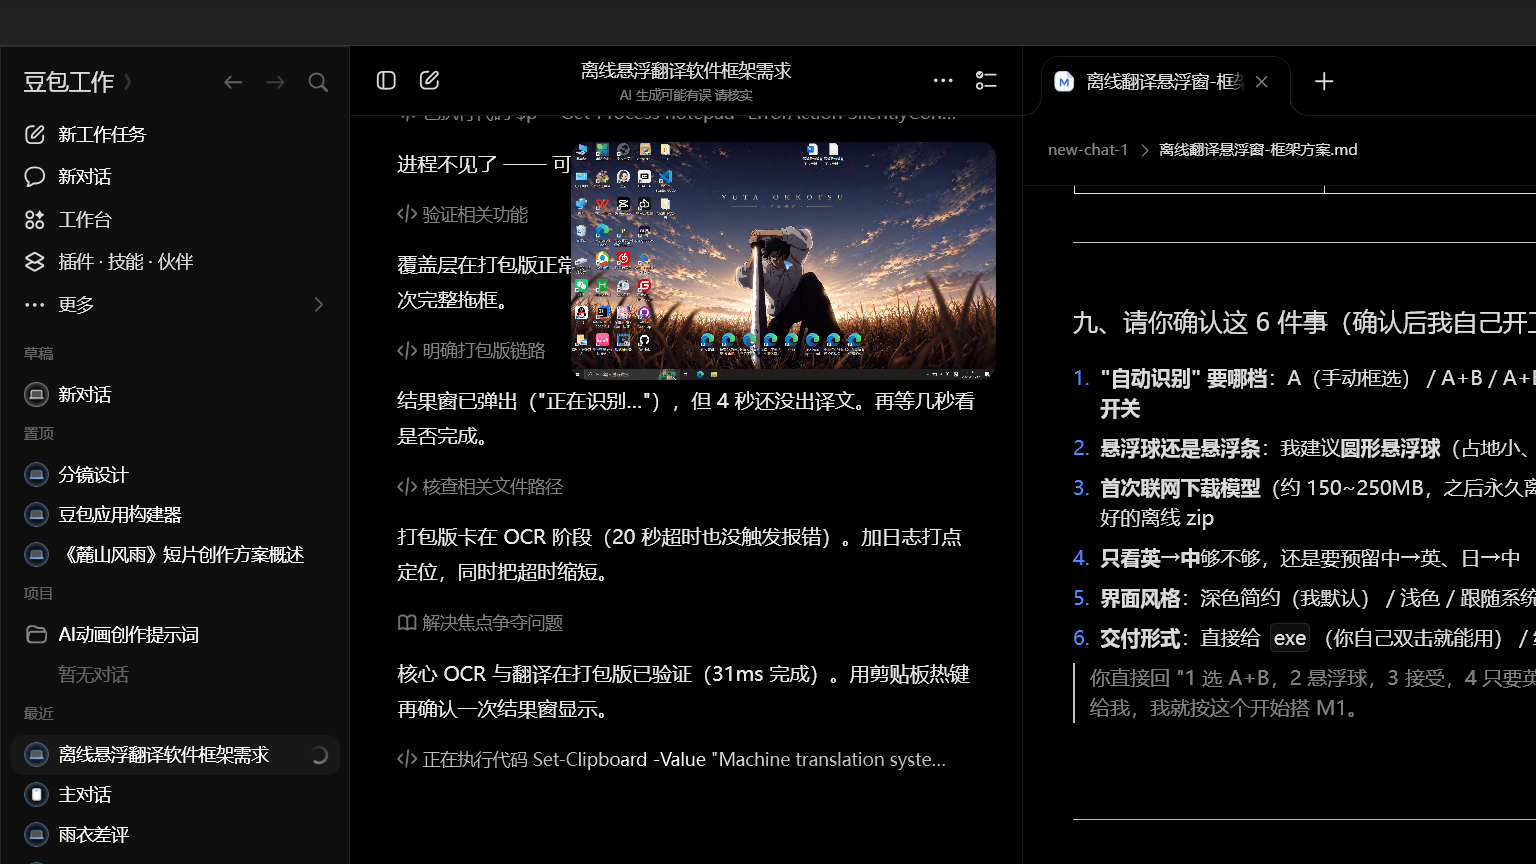 豆包工作
新工作任务
新对话
工作台
插件 · 技能 · 伙伴
更多
草稿
新对话
置顶
分镜设计
豆包应用构建器
《麓山风雨》短片创作方案概述
项目
AI动画创作提示词
暂无对话
最近
离线悬浮翻译软件框架需求
主对话
雨衣差评
离线悬浮翻译软件框架需求
AI 生成可能有误 请核实
进程不见了 —— 可
验证相关功能
覆盖层在打包版正常
次完整拖框。
明确打包版链路
结果窗已弹出（"正在识别..."），但 4 秒还没出译文。再等几秒看
是否完成。
核查相关文件路径
打包版卡在 OCR 阶段（20 秒超时也没触发报错）。加日志打点
定位，同时把超时缩短。
解决焦点争夺问题
核心 OCR 与翻译在打包版已验证（31ms 完成）。用剪贴板热键
再确认一次结果窗显示。
正在执行代码 Set-Clipboard -Value "Machine translation syste...
YUTA OKKOTSU
离线翻译悬浮窗-框架
new-chat-1 > 离线翻译悬浮窗-框架方案.md
九、请你确认这 6 件事（确认后我自己开工
1. "自动识别" 要哪档：A（手动框选） / A+B / A+B
开关
2. 悬浮球还是悬浮条：我建议圆形悬浮球（占地小、
3. 首次联网下载模型（约 150~250MB，之后永久离
好的离线 zip
4. 只看英→中够不够，还是要预留中→英、日→中
5. 界面风格：深色简约（我默认） / 浅色 / 跟随系统
6. 交付形式：直接给 exe （你自己双击就能用） /
你直接回 "1 选 A+B，2 悬浮球，3 接受，4 只要英
给我，我就按这个开始搭 M1。